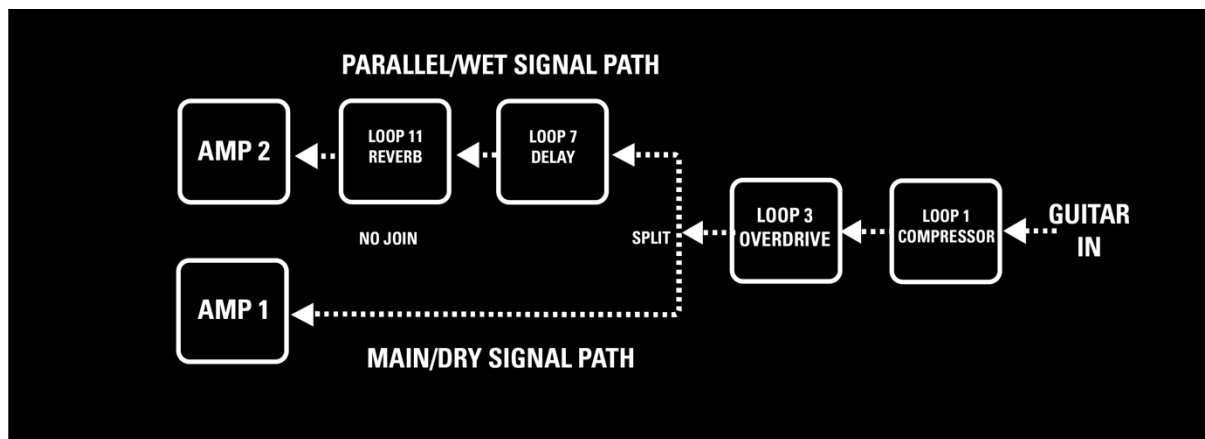 PARALLEL/WET SIGNAL PATH
AMP 2
LOOP 11
REVERB
LOOP 7
DELAY
NO JOIN
SPLIT
LOOP 3
OVERDRIVE
LOOP 1
COMPRESSOR
GUITAR
IN
AMP 1
MAIN/DRY SIGNAL PATH